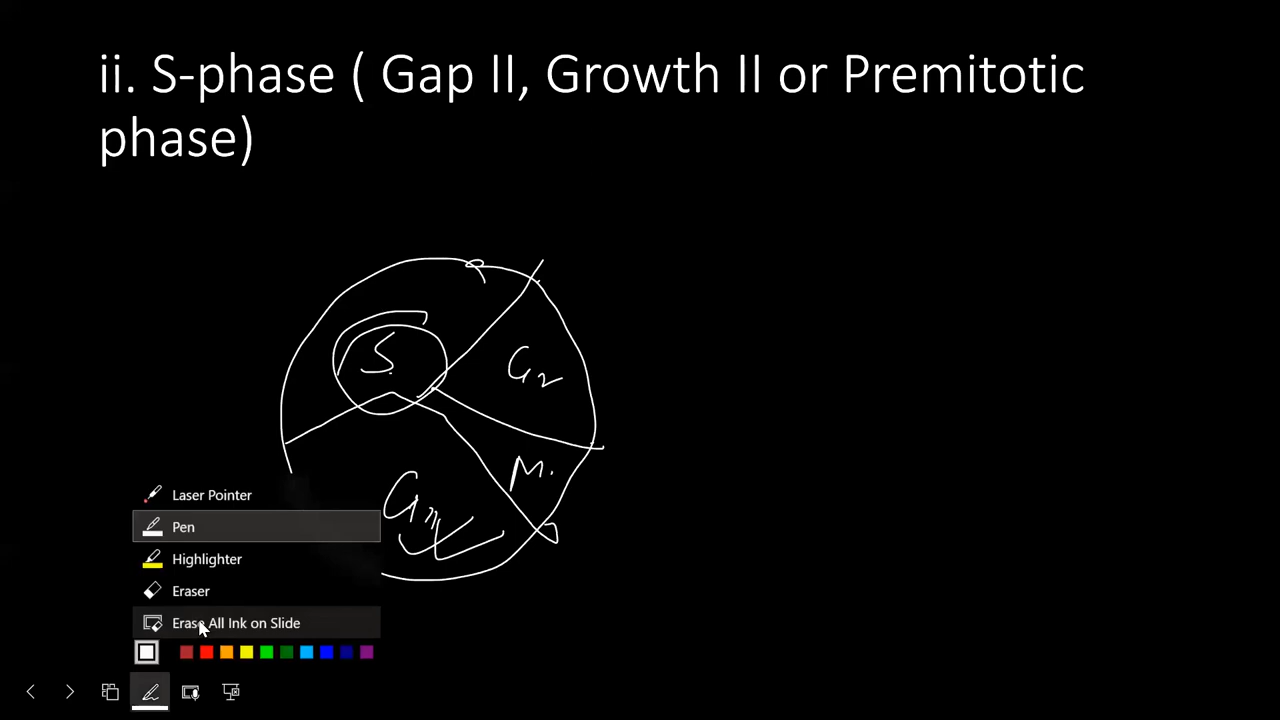 ii. S-phase ( Gap II, Growth II or Premitotic
phase)
S
G2
M
G1
Laser Pointer
Pen
Highlighter
Eraser
Erase All Ink on Slide